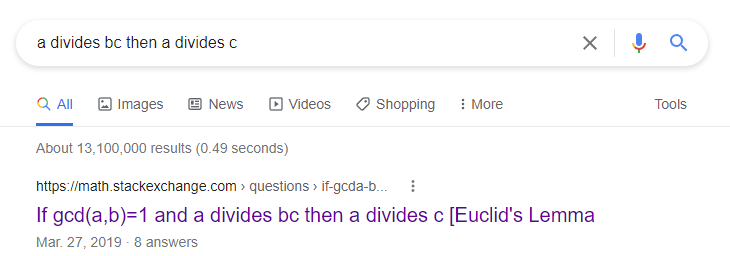 a divides bc then a divides c
All Images News Videos Shopping More Tools
About 13,100,000 results (0.49 seconds)
https://math.stackexchange.com › questions › if-gcda-b...
If gcd(a,b)=1 and a divides bc then a divides c [Euclid's Lemma
Mar. 27, 2019 · 8 answers